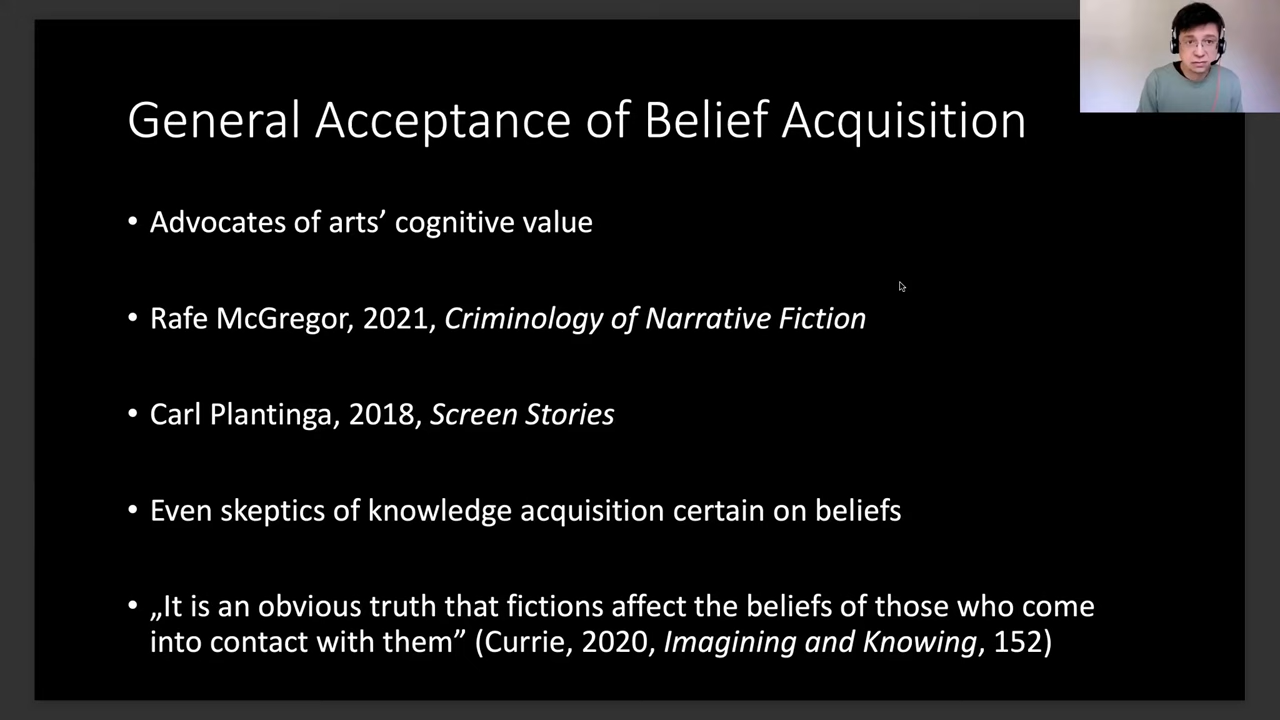 General Acceptance of Belief Acquisition
• Advocates of arts’ cognitive value
• Rafe McGregor, 2021, Criminology of Narrative Fiction
• Carl Plantinga, 2018, Screen Stories
• Even skeptics of knowledge acquisition certain on beliefs
• „It is an obvious truth that fictions affect the beliefs of those who come
into contact with them” (Currie, 2020, Imagining and Knowing, 152)